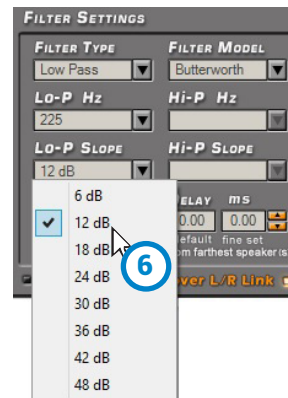 FILTER SETTINGS
FILTER TYPE FILTER MODEL
Low Pass Butterworth
LO-P HZ HI-P HZ
225
LO-P SLOPE HI-P SLOPE
12 dB
6 dB
12 dB
18 dB
24 dB
30 dB
36 dB
42 dB
48 dB
6
ELAY ms
0.00 0.00
efault fine set
om farthest speaker(s
over L/R Link